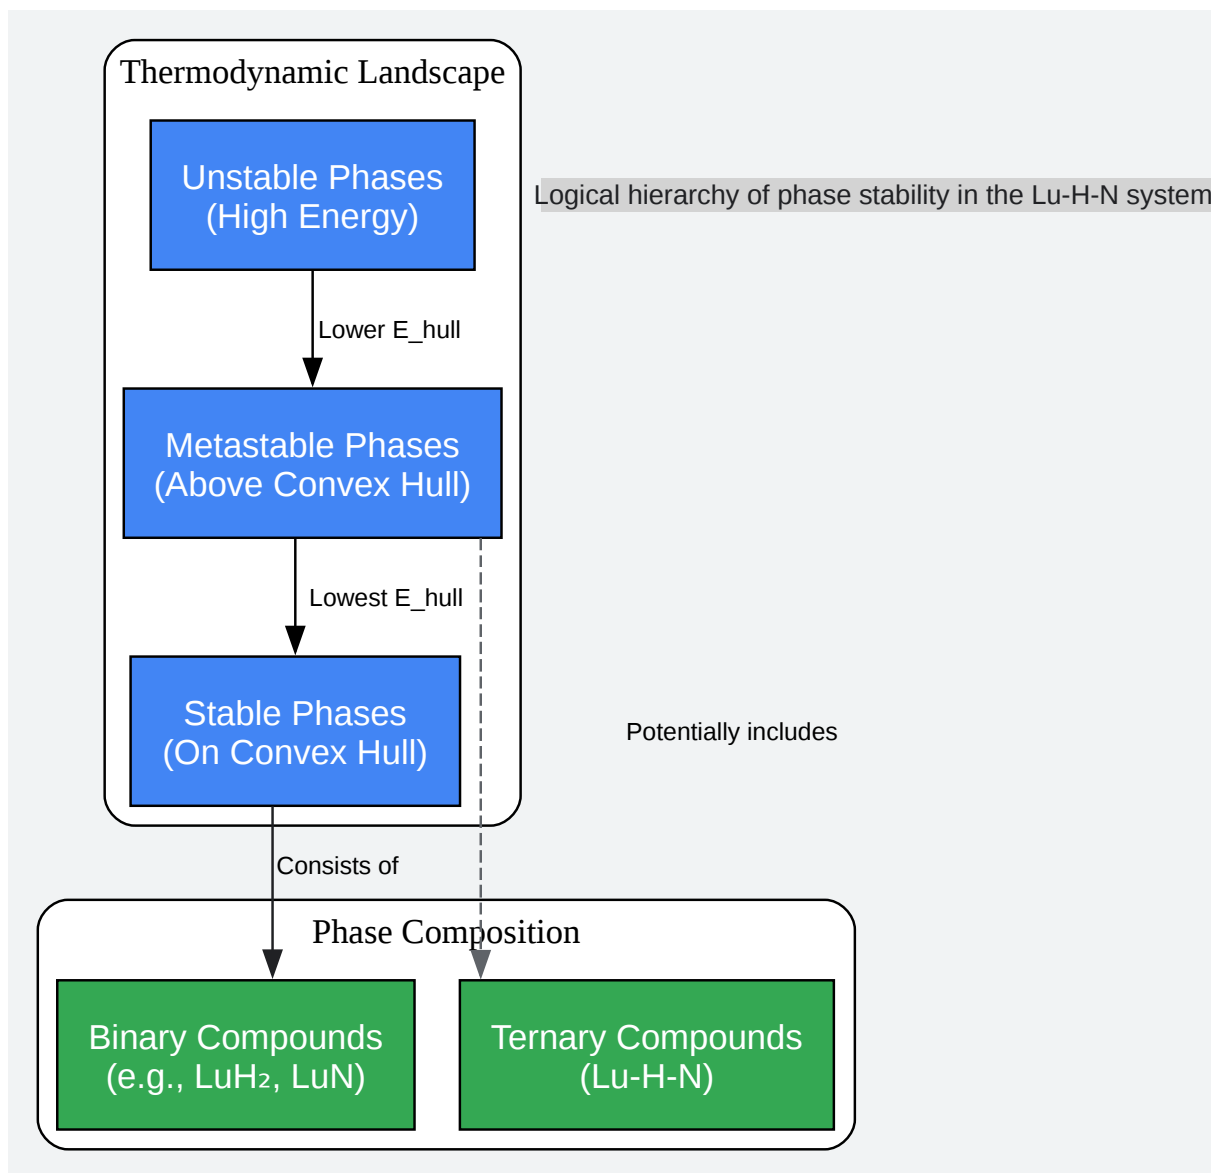 Thermodynamic Landscape
Unstable Phases
(High Energy)
Logical hierarchy of phase stability in the Lu-H-N system
Lower E_hull
Metastable Phases
(Above Convex Hull)
Lowest E_hull
Stable Phases
(On Convex Hull)
Potentially includes
Consists of
Phase Composition
Binary Compounds
(e.g., LuH₂, LuN)
Ternary Compounds
(Lu-H-N)